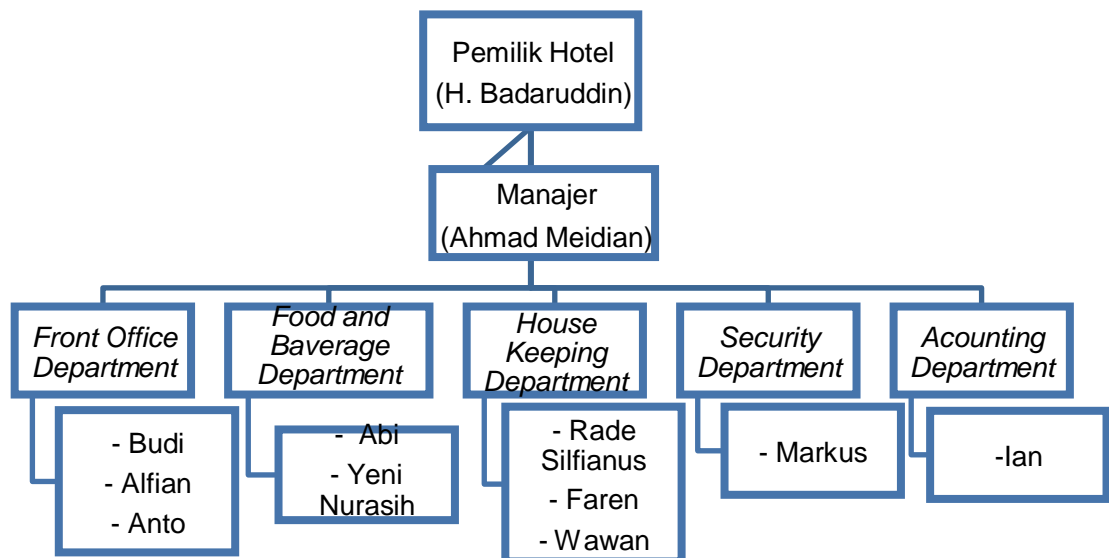 Pemilik Hotel
(H. Badaruddin)
Manajer
(Ahmad Meidian)
Front Office
Department
Food and
Baverage
Department
House
Keeping
Department
Security
Department
Acounting
Department
- Budi
- Alfian
- Anto
- Abi
- Yeni
Nurasih
- Rade
Silfianus
- Faren
- Wawan
- Markus
-Ian